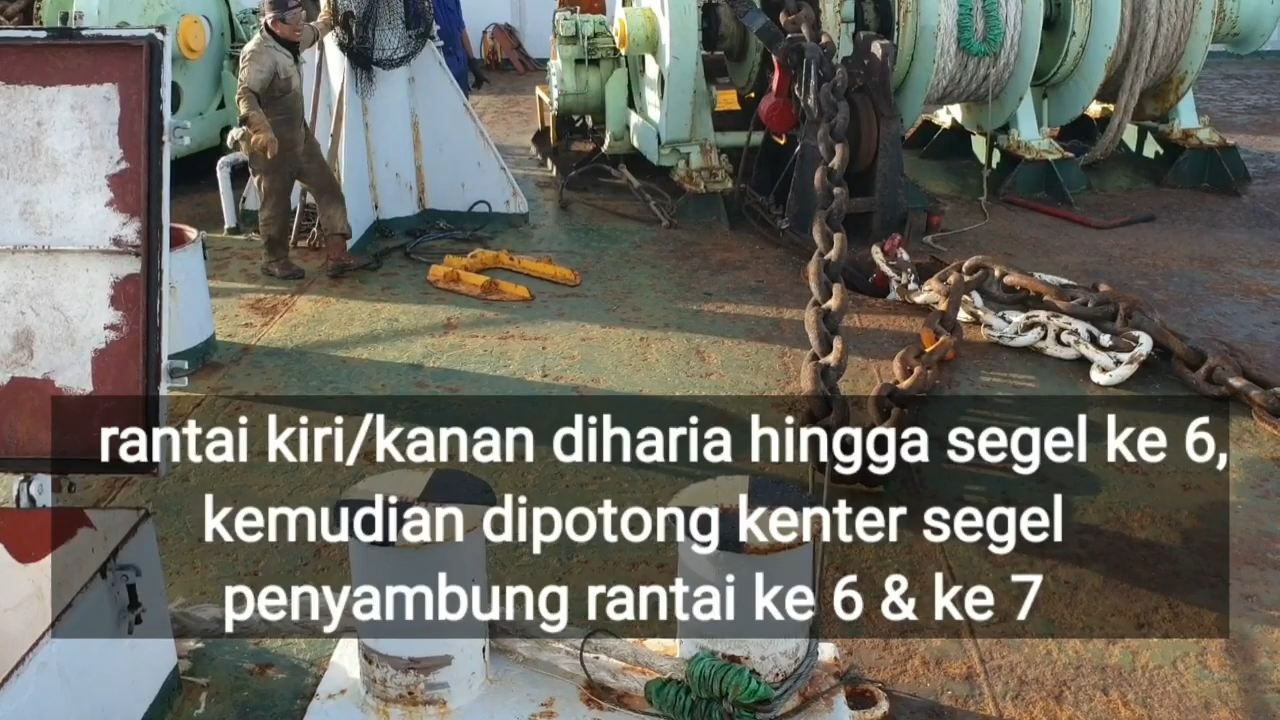 rantai kiri/kanan diharia hingga segel ke 6,
kemudian dipotong kenter segel
penyambung rantai ke 6 & ke 7